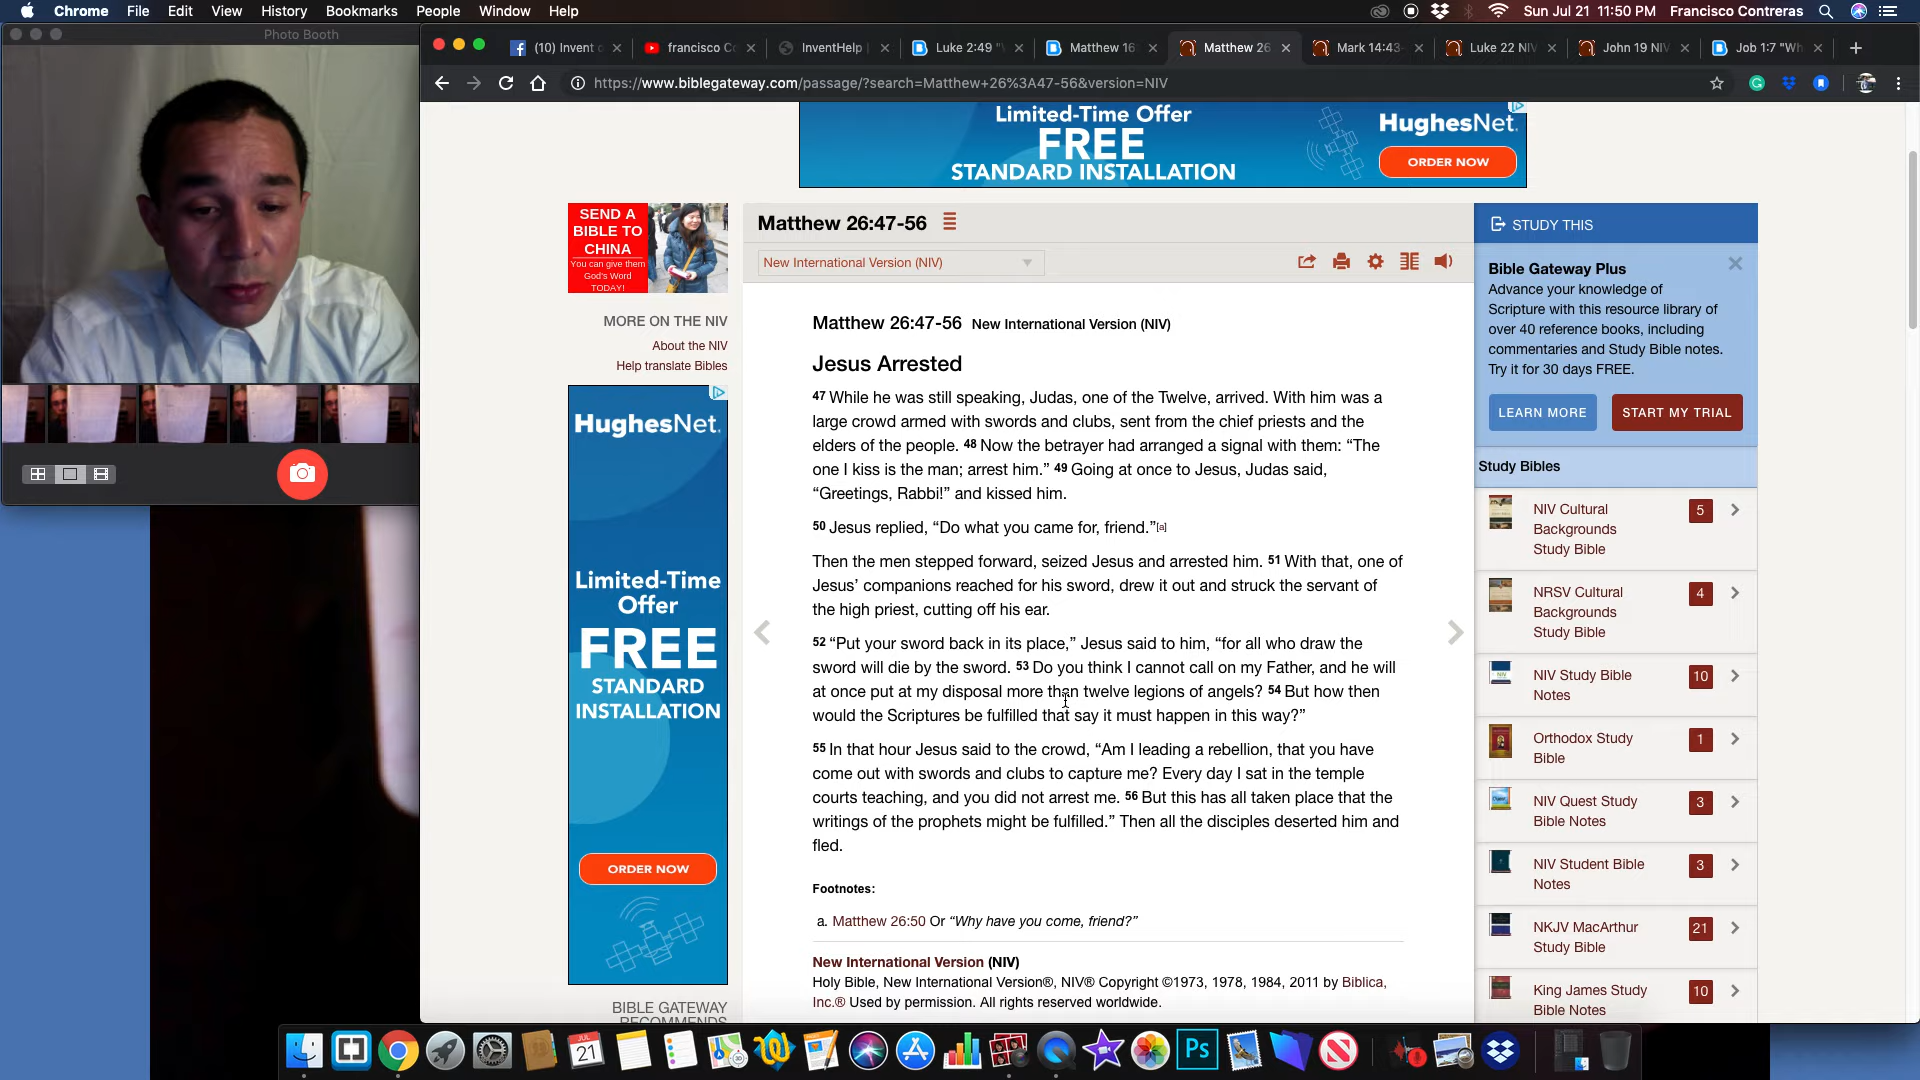 Chrome File Edit View History Bookmarks People Window Help
Sun Jul 21 11:50 PM Francisco Contreras
Photo Booth
(10) Invent
francisco C
InventHelp
Luke 2:49 "
Matthew 16
Matthew 26
Mark 14:43-
Luke 22 NIV
John 19 NIV
Job 1:7 "Wh
https://www.biblegateway.com/passage/?search=Matthew+26%3A47-56&version=NIV
Limited-Time Offer
FREE
STANDARD INSTALLATION
HughesNet.
ORDER NOW
SEND A
BIBLE TO
CHINA
You can give them
God's Word
TODAY!
MORE ON THE NIV
About the NIV
Help translate Bibles
HughesNet.
Limited-Time
Offer
FREE
STANDARD
INSTALLATION
ORDER NOW
BIBLE GATEWAY
RECOMMENDS
Matthew 26:47-56
New International Version (NIV)
Matthew 26:47-56 New International Version (NIV)
Jesus Arrested
47 While he was still speaking, Judas, one of the Twelve, arrived. With him was a
large crowd armed with swords and clubs, sent from the chief priests and the
elders of the people. 48 Now the betrayer had arranged a signal with them: “The
one I kiss is the man; arrest him.” 49 Going at once to Jesus, Judas said,
“Greetings, Rabbi!” and kissed him.
50 Jesus replied, “Do what you came for, friend.”[a]
Then the men stepped forward, seized Jesus and arrested him. 51 With that, one of
Jesus’ companions reached for his sword, drew it out and struck the servant of
the high priest, cutting off his ear.
52 “Put your sword back in its place,” Jesus said to him, “for all who draw the
sword will die by the sword. 53 Do you think I cannot call on my Father, and he will
at once put at my disposal more than twelve legions of angels? 54 But how then
would the Scriptures be fulfilled that say it must happen in this way?”
55 In that hour Jesus said to the crowd, “Am I leading a rebellion, that you have
come out with swords and clubs to capture me? Every day I sat in the temple
courts teaching, and you did not arrest me. 56 But this has all taken place that the
writings of the prophets might be fulfilled.” Then all the disciples deserted him and
fled.
Footnotes:
a. Matthew 26:50 Or “Why have you come, friend?”
New International Version (NIV)
Holy Bible, New International Version®, NIV® Copyright ©1973, 1978, 1984, 2011 by Biblica,
Inc.® Used by permission. All rights reserved worldwide.
STUDY THIS
Bible Gateway Plus
Advance your knowledge of
Scripture with this resource library of
over 40 reference books, including
commentaries and Study Bible notes.
Try it for 30 days FREE.
LEARN MORE
START MY TRIAL
Study Bibles
NIV Cultural
Backgrounds
Study Bible
5
NRSV Cultural
Backgrounds
Study Bible
4
NIV Study Bible
Notes
10
Orthodox Study
Bible
1
NIV Quest Study
Bible Notes
3
NIV Student Bible
Notes
3
NKJV MacArthur
Study Bible
21
King James Study
Bible Notes
10
JUL
21
Ps